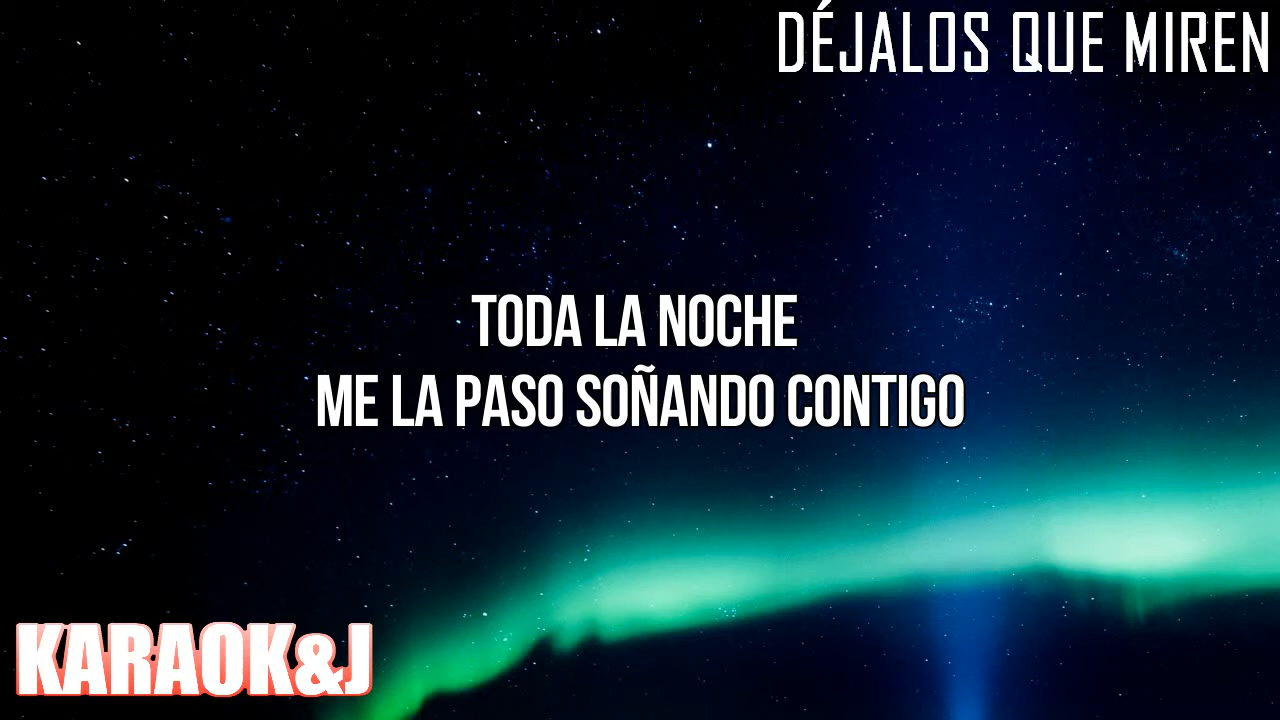 DÉJALOS QUE MIREN
TODA LA NOCHE
ME LA PASO SOÑANDO CONTIGO
KARAOK&J